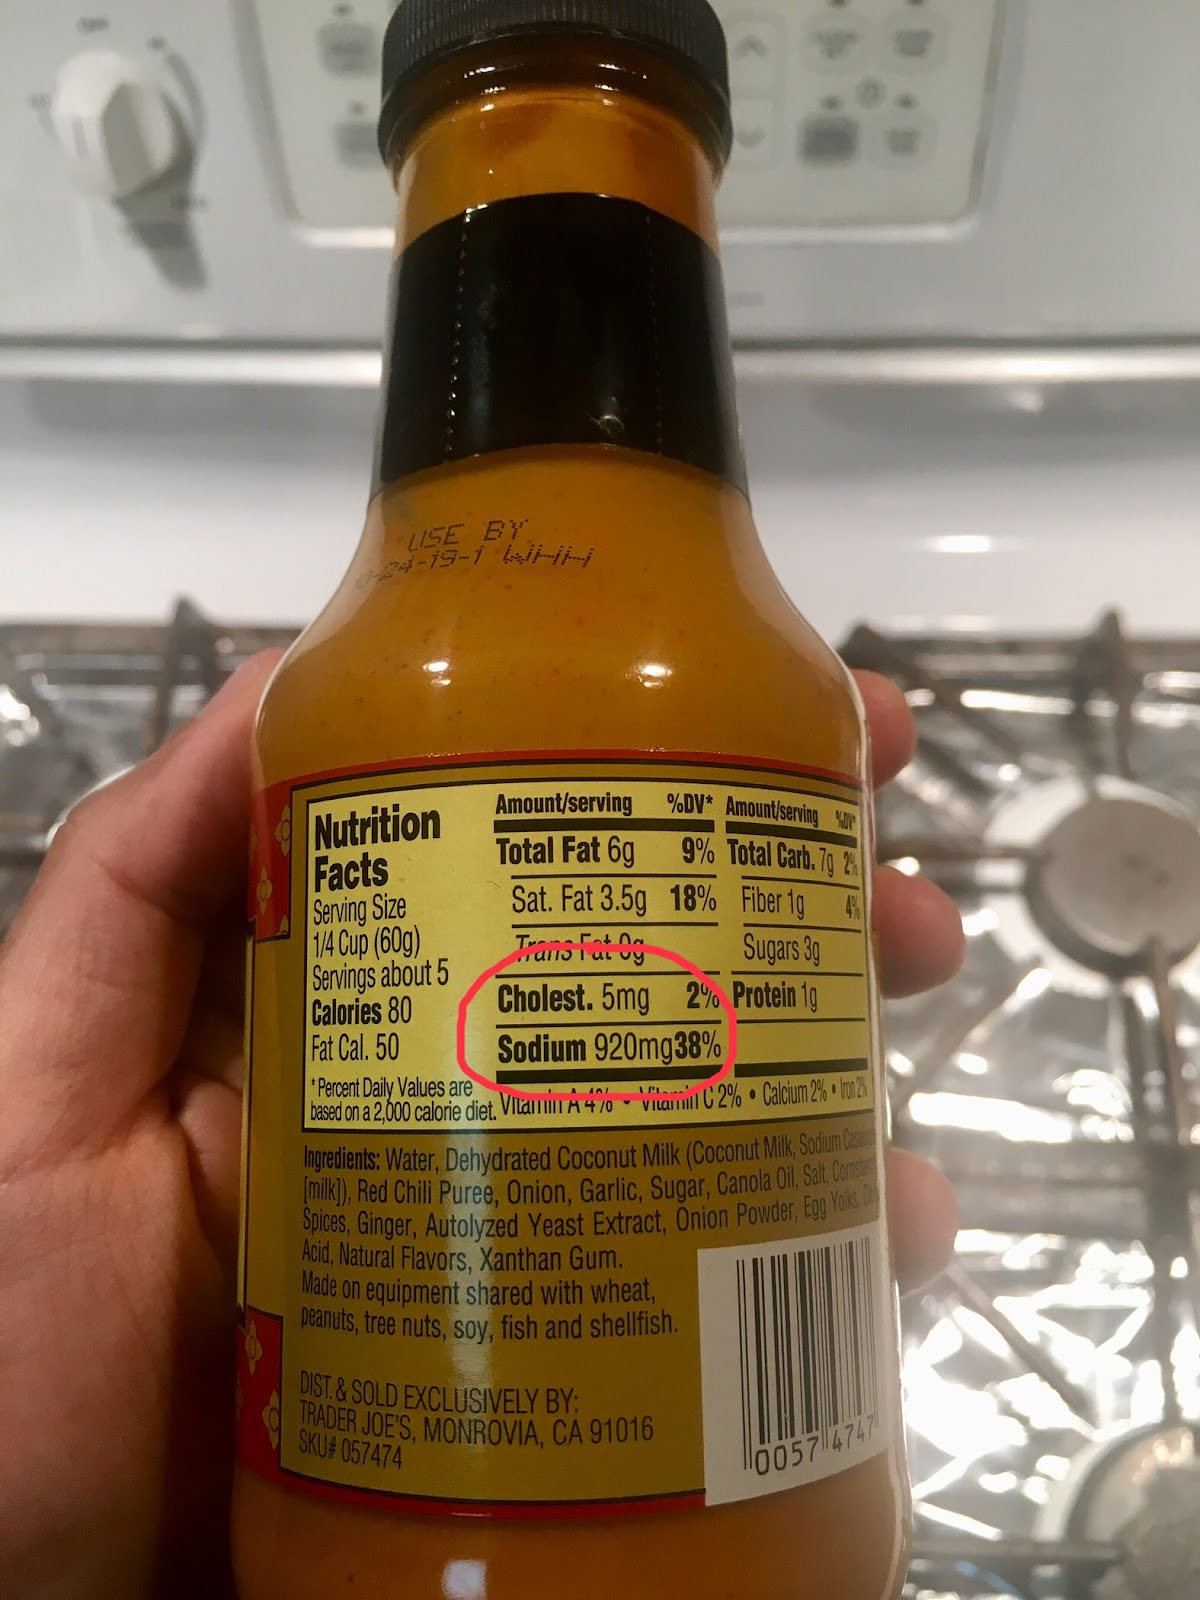 USE BY
10-24-19-1 WHH
Nutrition
Facts
Serving Size
1/4 Cup (60g)
Servings about 5
Calories 80
Fat Cal. 50
* Percent Daily Values are
based on a 2,000 calorie diet.
Amount/serving %DV*
Total Fat 6g 9%
Sat. Fat 3.5g 18%
Trans Fat 0g
Cholest. 5mg 2%
Sodium 920mg 38%
Amount/serving %DV*
Total Carb. 7g 2%
Fiber 1g 4%
Sugars 3g
Protein 1g
Vitamin A 4% • Vitamin C 2% • Calcium 2% • Iron 2%
Ingredients: Water, Dehydrated Coconut Milk (Coconut Milk, Sodium
[milk]), Red Chili Puree, Onion, Garlic, Sugar, Canola Oil, Salt,
Spices, Ginger, Autolyzed Yeast Extract, Onion Powder, Egg Yolks,
Acid, Natural Flavors, Xanthan Gum.
Made on equipment shared with wheat,
peanuts, tree nuts, soy, fish and shellfish.
DIST. & SOLD EXCLUSIVELY BY:
TRADER JOE'S, MONROVIA, CA 91016
SKU# 057474
0057 4747